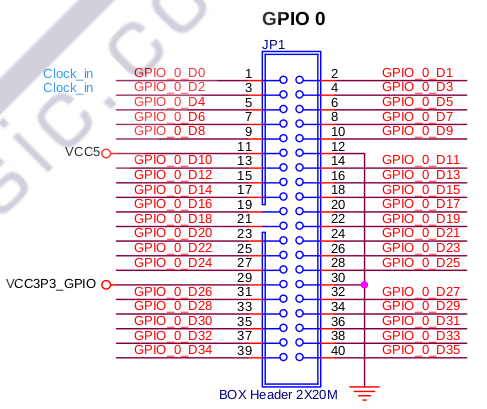 GPIO 0
JP1
Clock_in GPIO_0_D0 1 2 GPIO_0_D1
Clock_in GPIO_0_D2 3 4 GPIO_0_D3
GPIO_0_D4 5 6 GPIO_0_D5
GPIO_0_D6 7 8 GPIO_0_D7
GPIO_0_D8 9 10 GPIO_0_D9
VCC5 11 12
GPIO_0_D10 13 14 GPIO_0_D11
GPIO_0_D12 15 16 GPIO_0_D13
GPIO_0_D14 17 18 GPIO_0_D15
GPIO_0_D16 19 20 GPIO_0_D17
GPIO_0_D18 21 22 GPIO_0_D19
GPIO_0_D20 23 24 GPIO_0_D21
GPIO_0_D22 25 26 GPIO_0_D23
GPIO_0_D24 27 28 GPIO_0_D25
VCC3P3_GPIO 29 30
GPIO_0_D26 31 32 GPIO_0_D27
GPIO_0_D28 33 34 GPIO_0_D29
GPIO_0_D30 35 36 GPIO_0_D31
GPIO_0_D32 37 38 GPIO_0_D33
GPIO_0_D34 39 40 GPIO_0_D35
BOX Header 2X20M